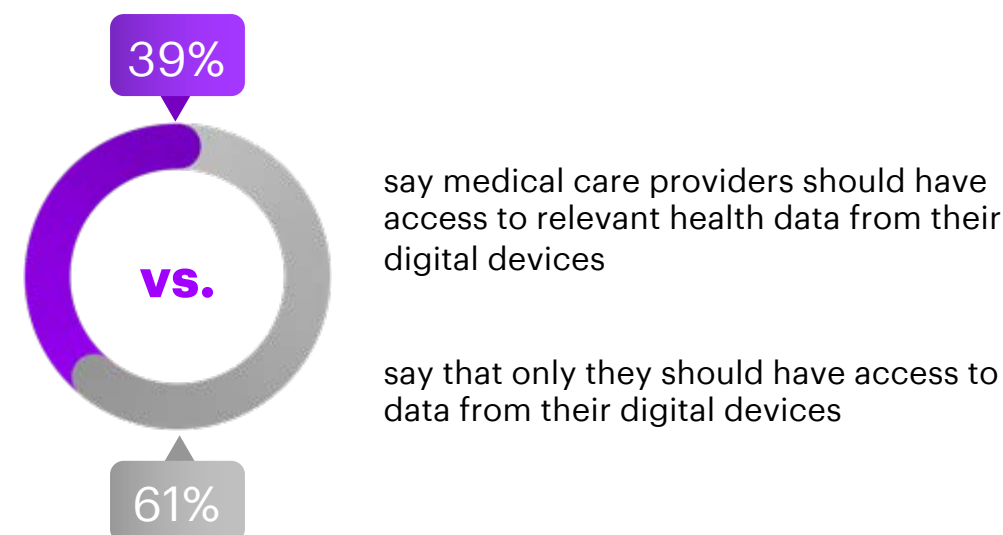 39%
say medical care providers should have
access to relevant health data from their
digital devices
vs.
say that only they should have access to
data from their digital devices
61%